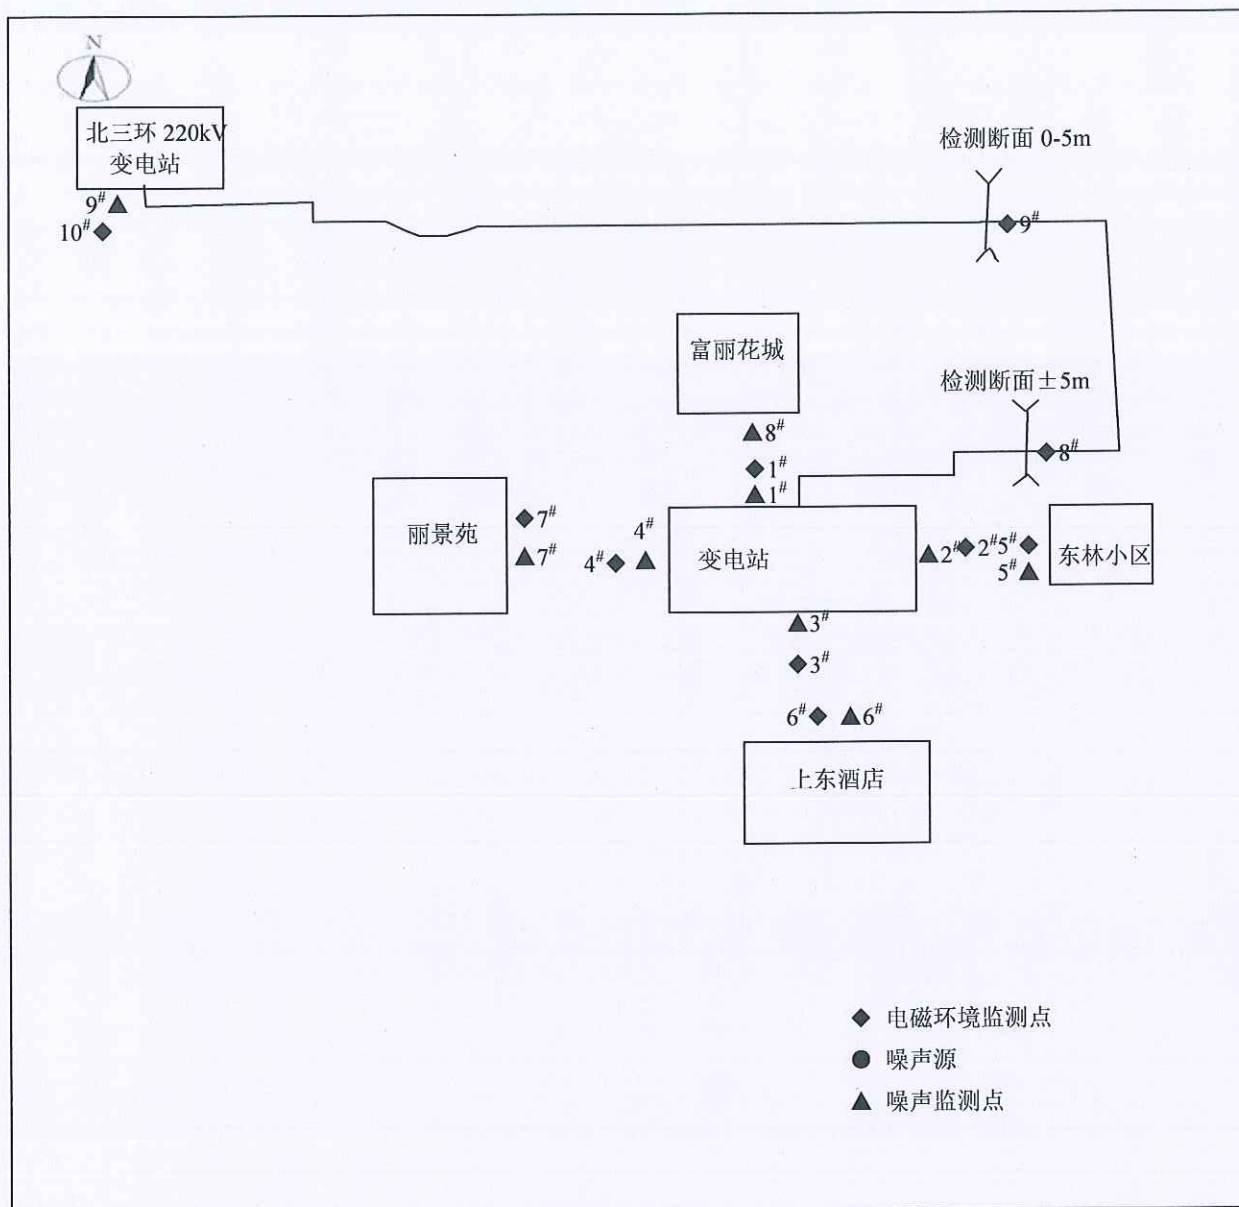 N
北三环 220kV
变电站
检测断面 0-5m
9#
10#
9#
富丽花城
检测断面±5m
8#
8#
1#
1#
丽景苑
7#
7#
4#
4#
变电站
2#
2#
5#
5#
东林小区
3#
3#
6#
6#
上东酒店
电磁环境监测点
噪声源
噪声监测点